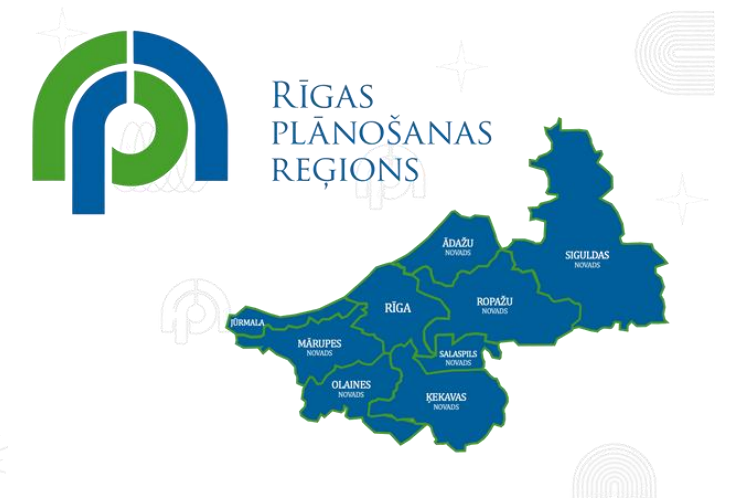 RĪGAS
PLĀNOŠANAS
REĢIONS
ĀDAŽU
NOVADS
SIGULDAS
NOVADS
RĪGA
ROPAŽU
NOVADS
JŪRMALA
MĀRUPES
NOVADS
SALASPILS
NOVADS
OLAINES
NOVADS
ĶEKAVAS
NOVADS